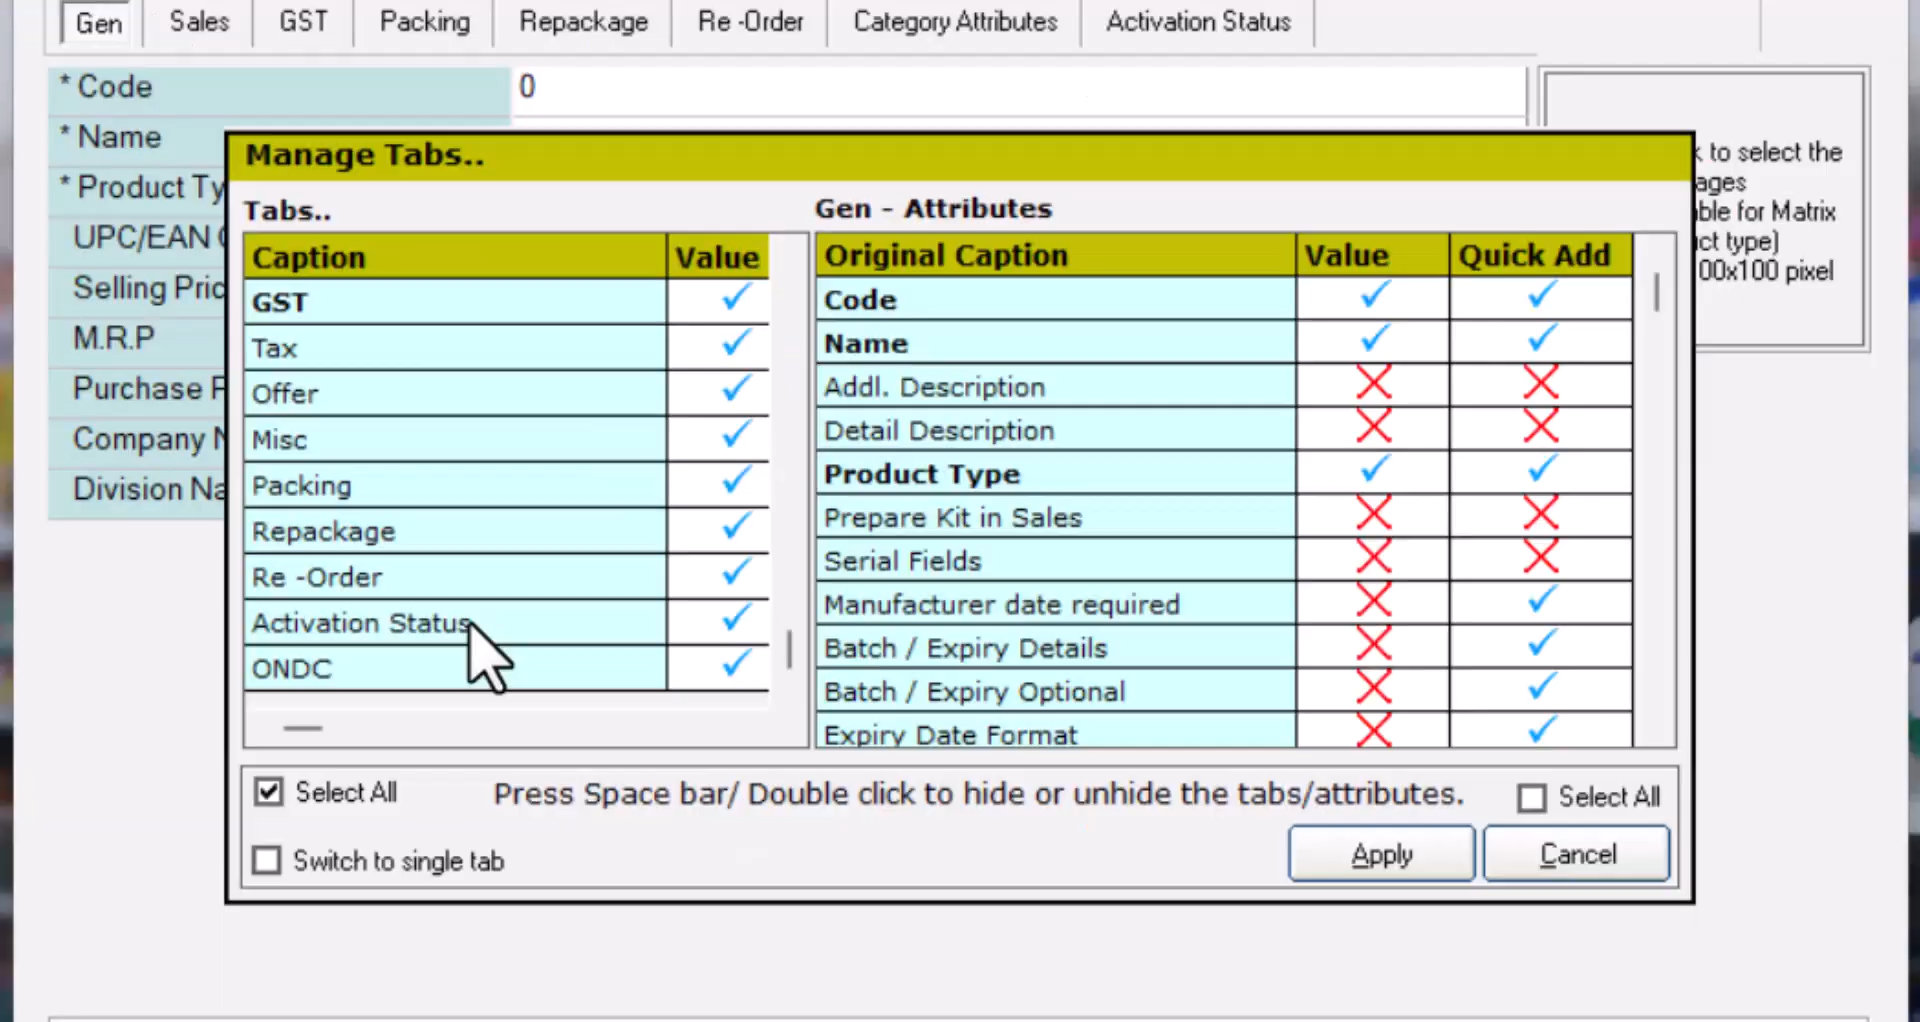 Gen Sales GST Packing Repackage Re -Order Category Attributes Activation Status
* Code 0
* Name
* Product Ty
UPC/EAN
Selling Pric
M.R.P
Purchase
Company
Division Na
to select the
ages
ble for Matrix
ct type)
00x100 pixel
Manage Tabs..
Tabs..
Caption Value
GST
Tax
Offer
Misc
Packing
Repackage
Re -Order
Activation Status
ONDC
Gen - Attributes
Original Caption Value Quick Add
Code
Name
Addl. Description
Detail Description
Product Type
Prepare Kit in Sales
Serial Fields
Manufacturer date required
Batch / Expiry Details
Batch / Expiry Optional
Expiry Date Format
Select All Press Space bar/ Double click to hide or unhide the tabs/attributes. Select All
Switch to single tab Apply Cancel